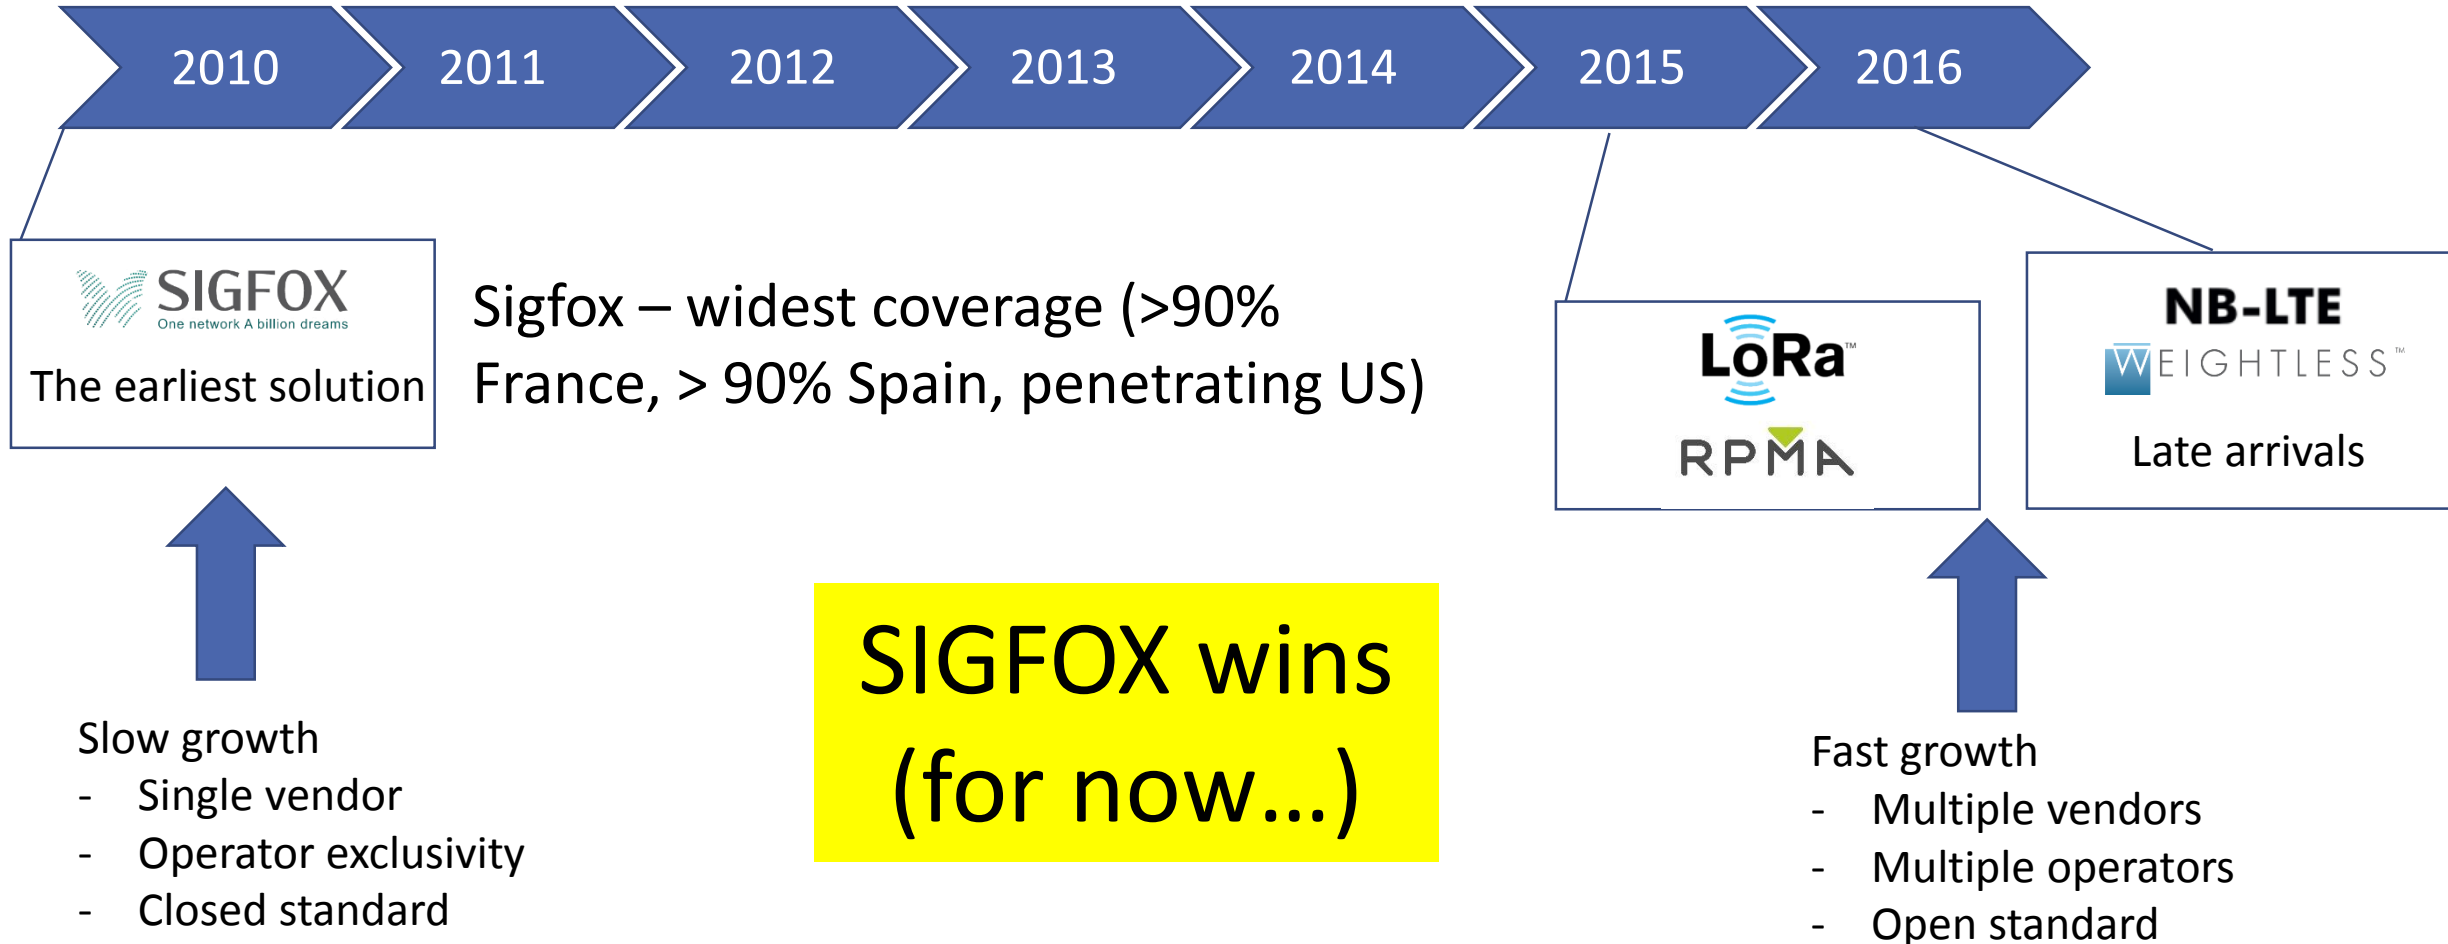 2010 2011 2012 2013 2014 2015 2016
SIGFOX
One network A billion dreams
The earliest solution
Sigfox – widest coverage (>90%
France, > 90% Spain, penetrating US)
LoRa™
RPMA
NB-LTE
WEIGHTLESS™
Late arrivals
SIGFOX wins
(for now...)
Slow growth
- Single vendor
- Operator exclusivity
- Closed standard
Fast growth
- Multiple vendors
- Multiple operators
- Open standard